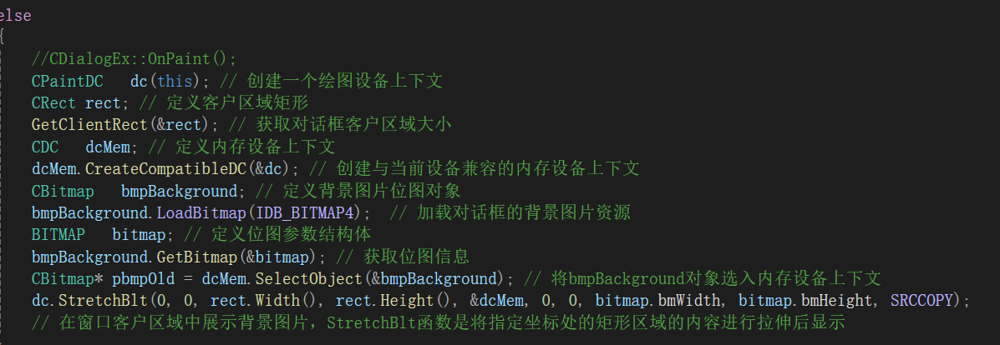 else
{
//CDialogEx::OnPaint();
CPaintDC   dc(this); // 创建一个绘图设备上下文
CRect rect; // 定义客户区域矩形
GetClientRect(&rect); // 获取对话框客户区域大小
CDC   dcMem; // 定义内存设备上下文
dcMem.CreateCompatibleDC(&dc); // 创建与当前设备兼容的内存设备上下文
CBitmap   bmpBackground; // 定义背景图片位图对象
bmpBackground.LoadBitmap(IDB_BITMAP4);  // 加载对话框的背景图片资源
BITMAP   bitmap; // 定义位图参数结构体
bmpBackground.GetBitmap(&bitmap); // 获取位图信息
CBitmap* pbmpOld = dcMem.SelectObject(&bmpBackground); // 将bmpBackground对象选入内存设备上下文
dc.StretchBlt(0, 0, rect.Width(), rect.Height(), &dcMem, 0, 0, bitmap.bmWidth, bitmap.bmHeight, SRCCOPY);
// 在窗口客户区域中展示背景图片，StretchBlt函数是将指定坐标处的矩形区域的内容进行拉伸后显示